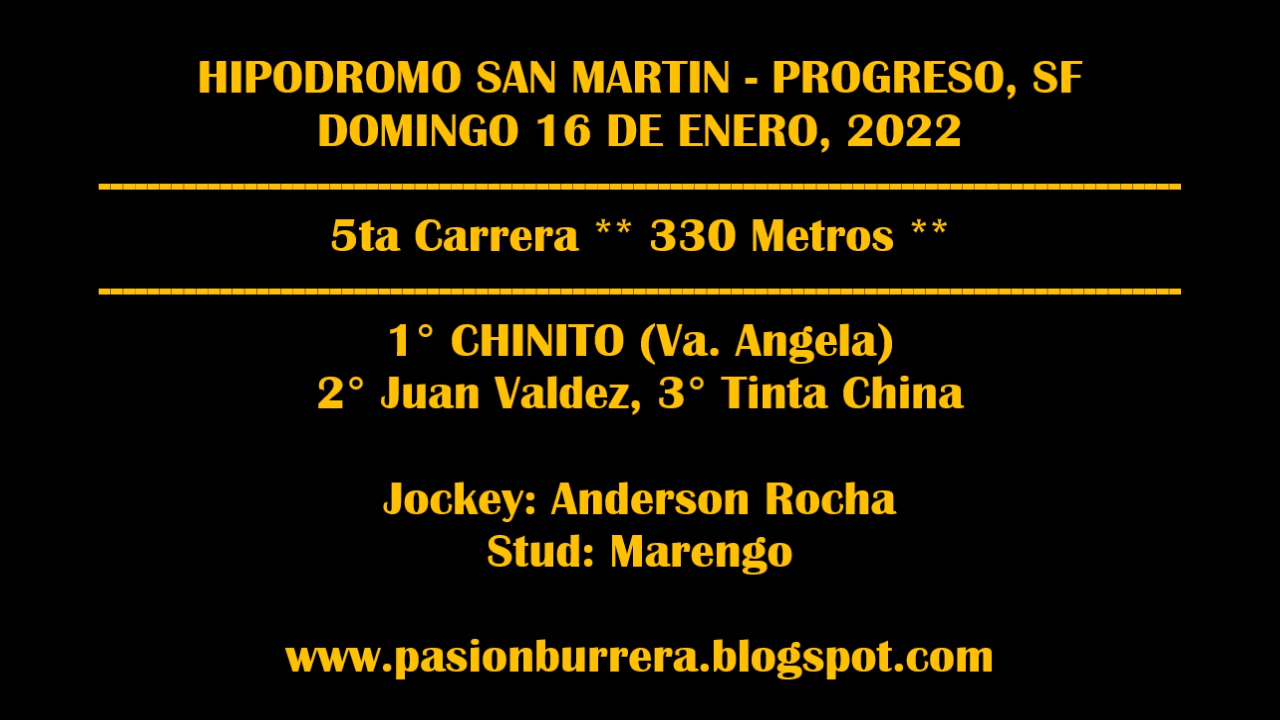 HIPODROMO SAN MARTIN - PROGRESO, SF
DOMINGO 16 DE ENERO, 2022
5ta Carrera ** 330 Metros **
1° CHINITO (Va. Angela)
2° Juan Valdez, 3° Tinta China
Jockey: Anderson Rocha
Stud: Marengo
www.pasionburrera.blogspot.com